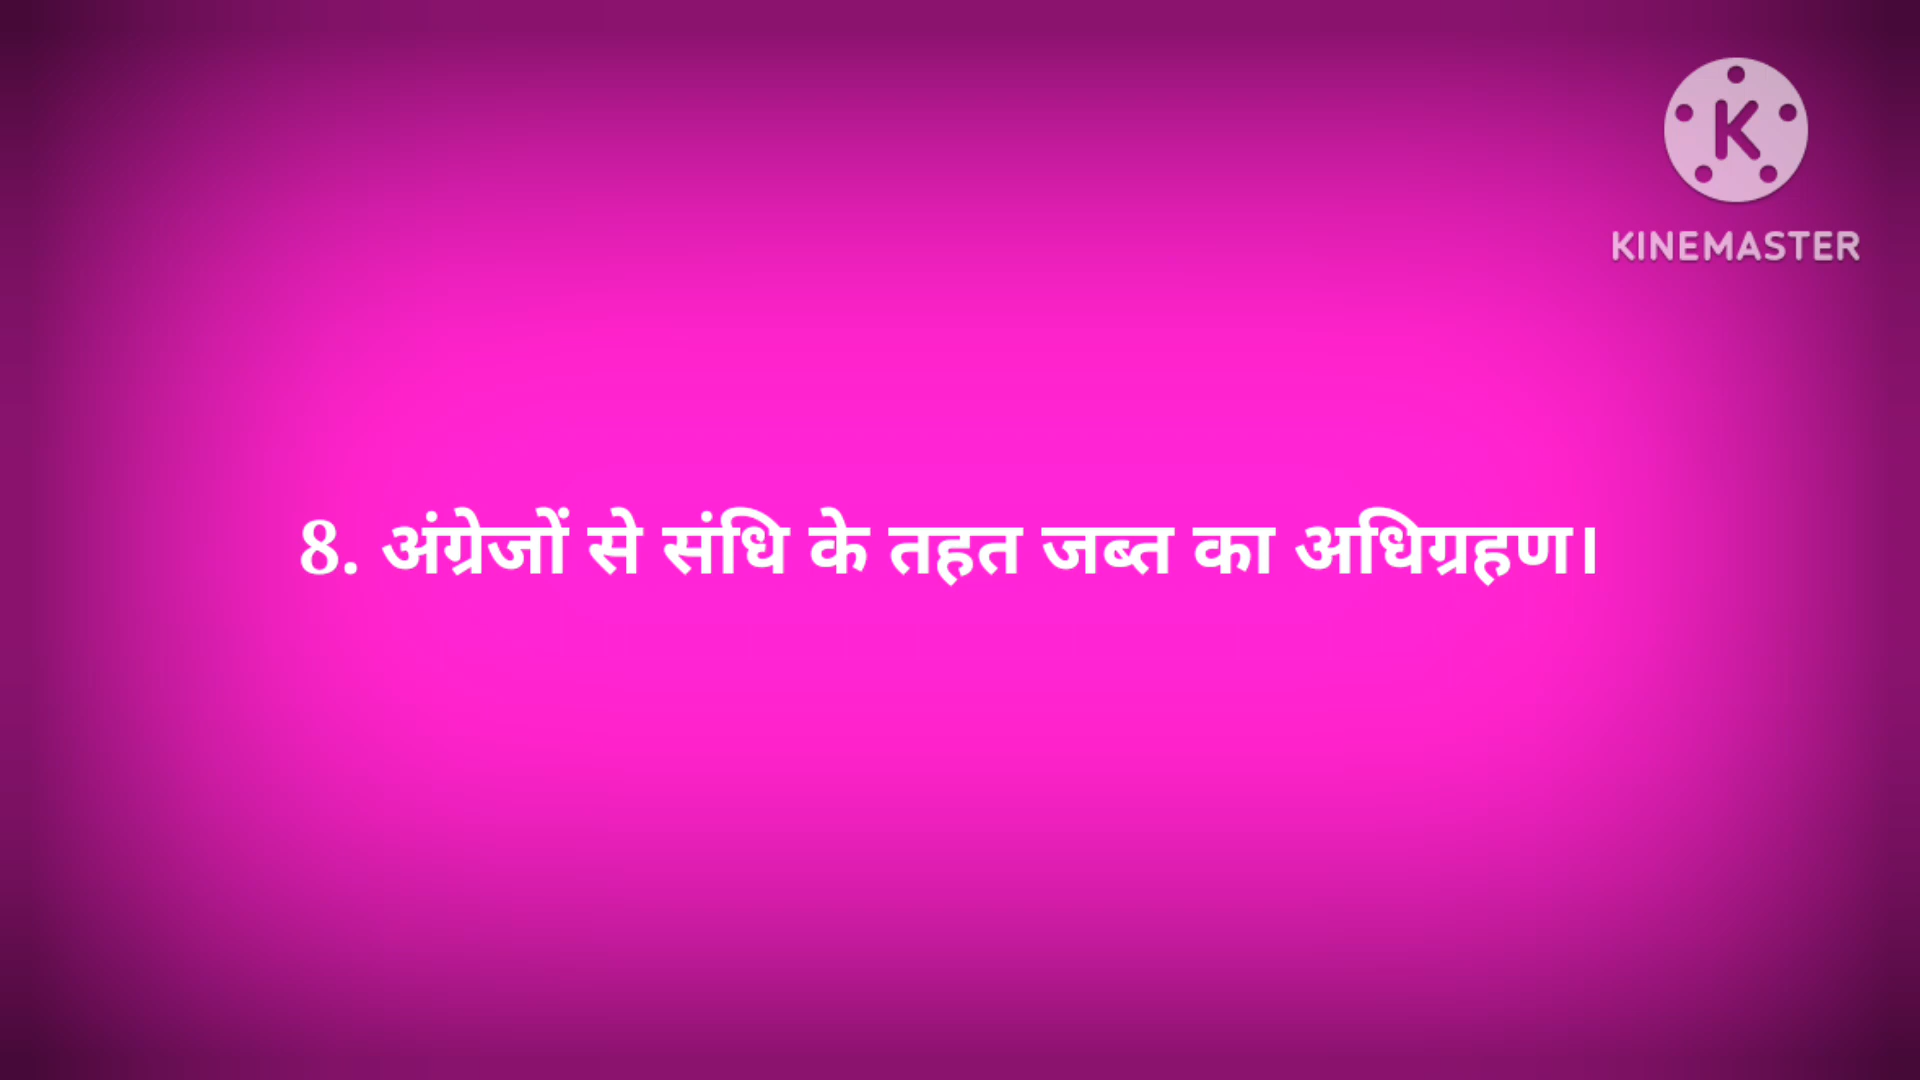 K
KINEMASTER
8. अंग्रेजों से संधि के तहत जब्त का अधिग्रहण।